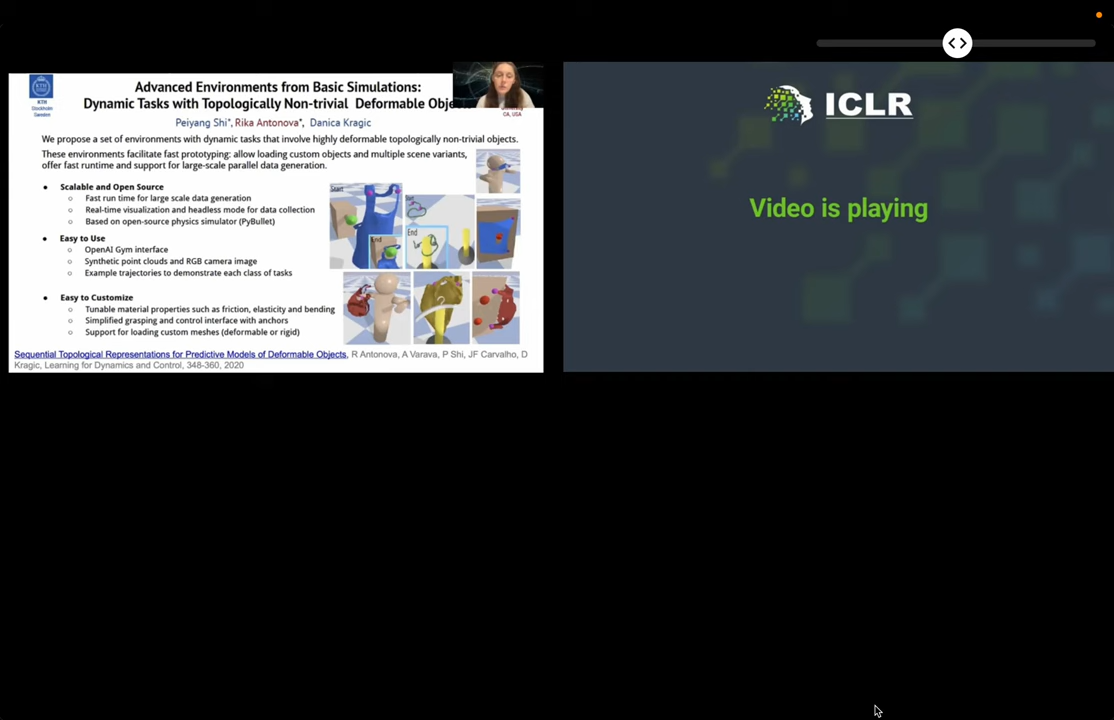 Advanced Environments from Basic Simulations:
Dynamic Tasks with Topologically Non-trivial Deformable
Peiyang Shi*, Rika Antonova*, Danica Kragic
KTH
Stockholm
Sweden
CA, USA
We propose a set of environments with dynamic tasks that involve highly deformable topologically non-trivial objects.
These environments facilitate fast prototyping: allow loading custom objects and multiple scene variants,
offer fast runtime and support for large-scale parallel data generation.
● Scalable and Open Source
○ Fast run time for large scale data generation
○ Real-time visualization and headless mode for data collection
○ Based on open-source physics simulator (PyBullet)
● Easy to Use
○ OpenAI Gym interface
○ Synthetic point clouds and RGB camera image
○ Example trajectories to demonstrate each class of tasks
● Easy to Customize
○ Tunable material properties such as friction, elasticity and bending
○ Simplified grasping and control interface with anchors
○ Support for loading custom meshes (deformable or rigid)
Start
End
Start
End
Sequential Topological Representations for Predictive Models of Deformable Objects, R Antonova, A Varava, P Shi, JF Carvalho, D
Kragic, Learning for Dynamics and Control, 348-360, 2020
ICLR
Video is playing